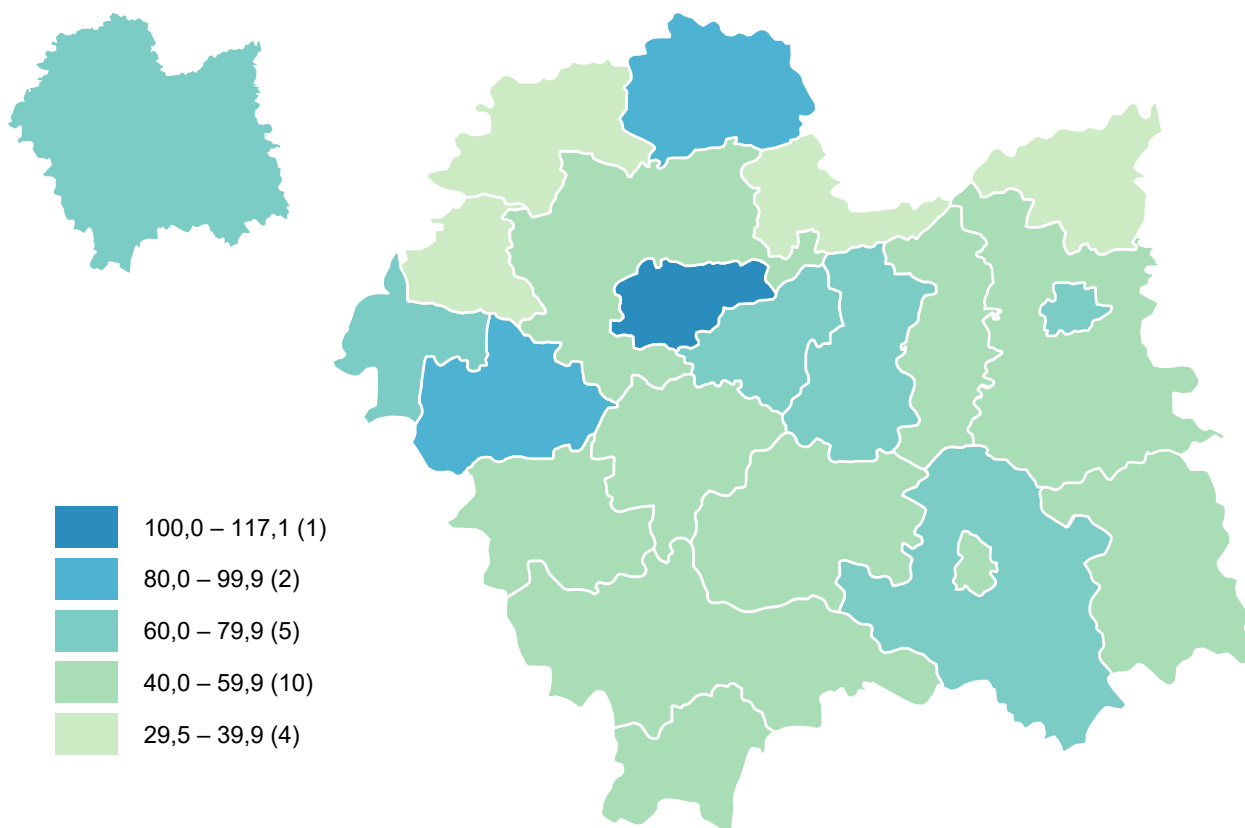 100,0 – 117,1 (1)
80,0 – 99,9 (2)
60,0 – 79,9 (5)
40,0 – 59,9 (10)
29,5 – 39,9 (4)